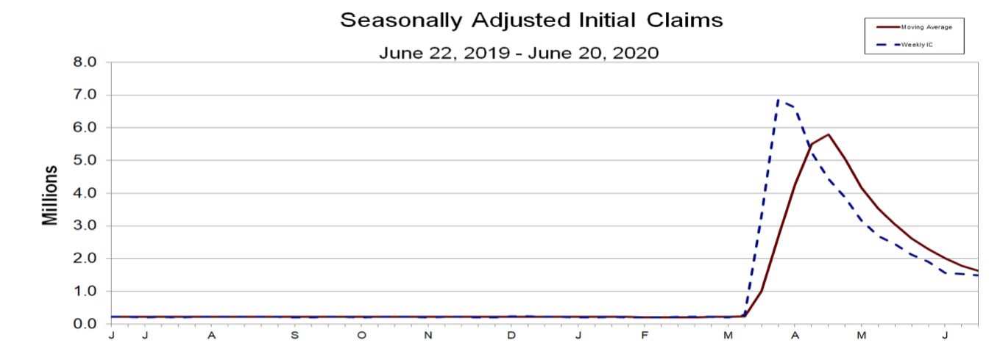 Seasonally Adjusted Initial Claims
June 22, 2019 - June 20, 2020
Moving Average
Weekly IC
Millions
8.0
7.0
6.0
5.0
4.0
3.0
2.0
1.0
0.0
J J A S O N D J F M A M J